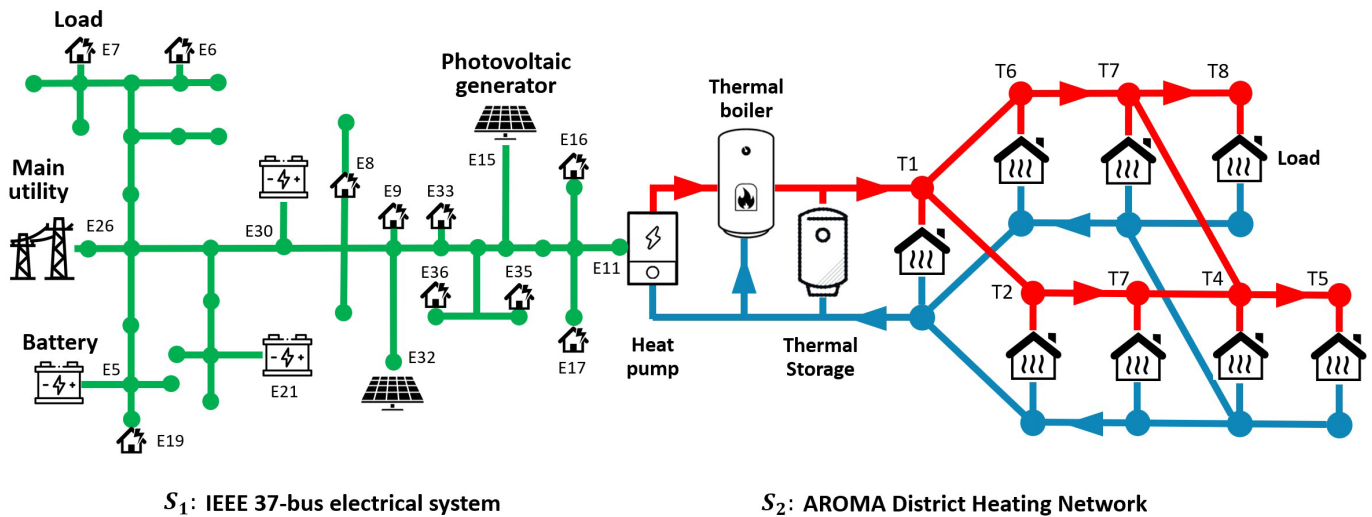 Load
E7
E6
Photovoltaic
generator
E16
E15
E8
E9
E33
Main
utility
E26
E30
E11
E36
E35
E17
Battery
E5
E21
E32
E19
Thermal
boiler
T6
T7
T8
T1
Load
T2
T7
T4
T5
Heat
pump
Thermal
Storage
S₁: IEEE 37-bus electrical system
S₂: AROMA District Heating Network